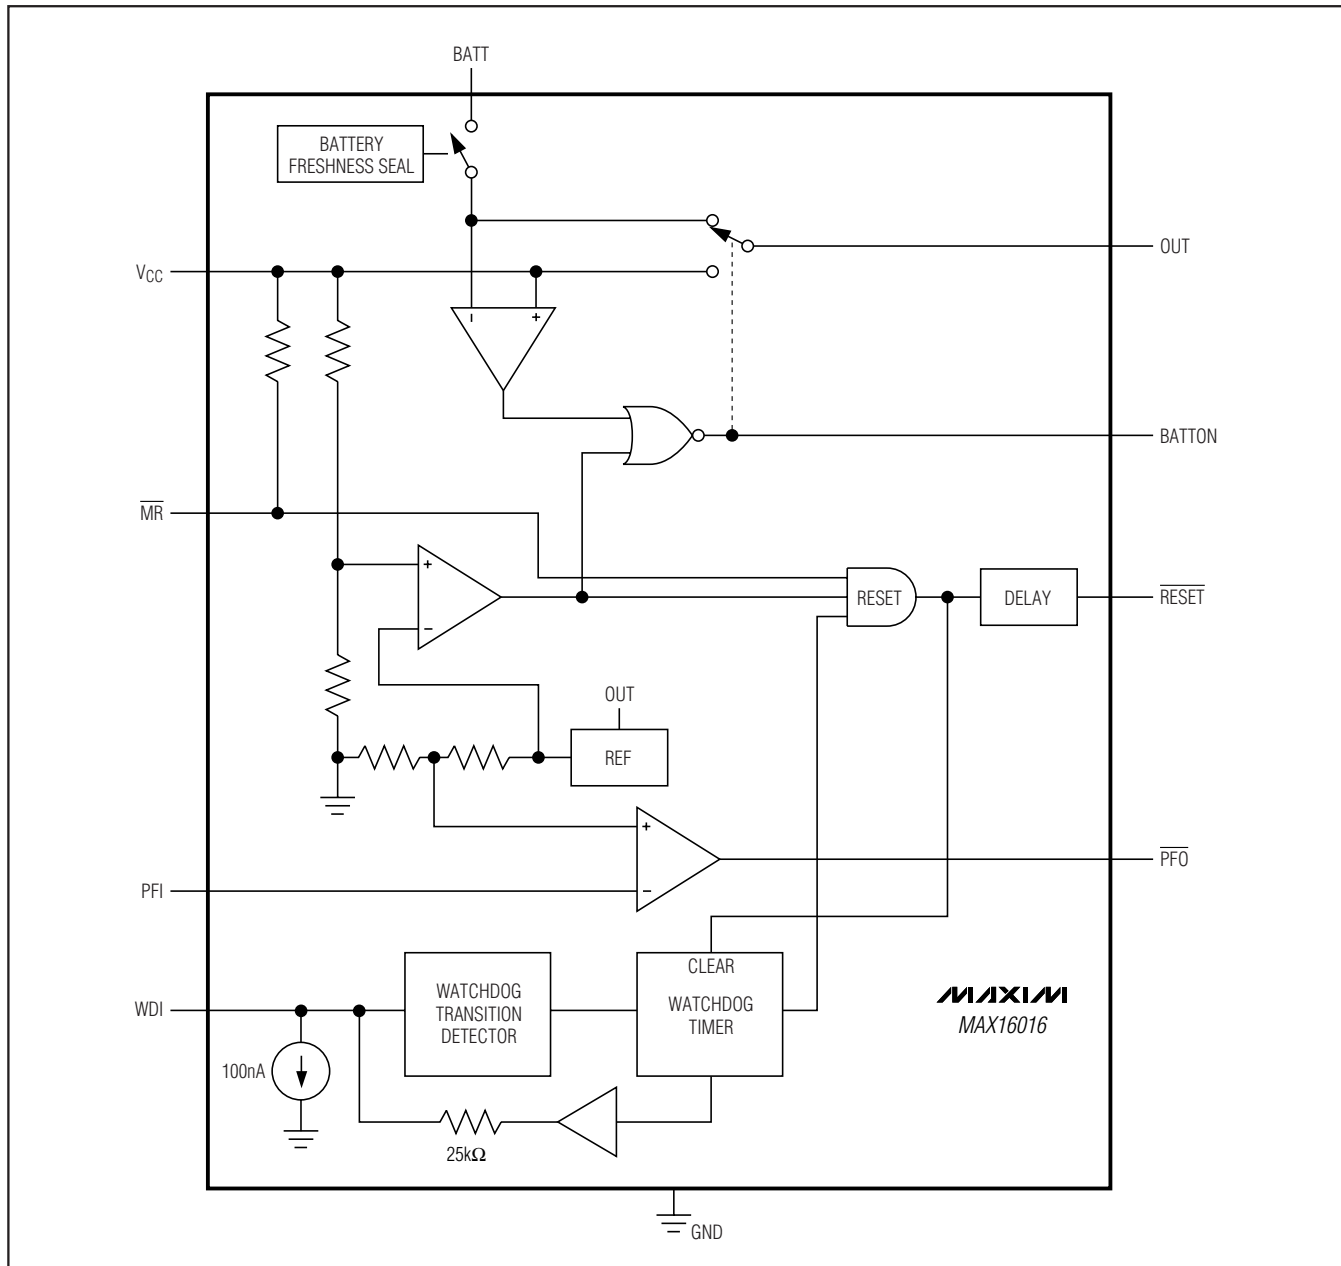 BATT
BATTERY
FRESHNESS SEAL
OUT
VCC
BATTON
MR
RESET
DELAY
RESET
OUT
REF
+
−
+
−
+
−
PFO
PFI
CLEAR
WATCHDOG
TIMER
WATCHDOG
TRANSITION
DETECTOR
WDI
MAXIM
MAX16016
100nA
25kΩ
GND